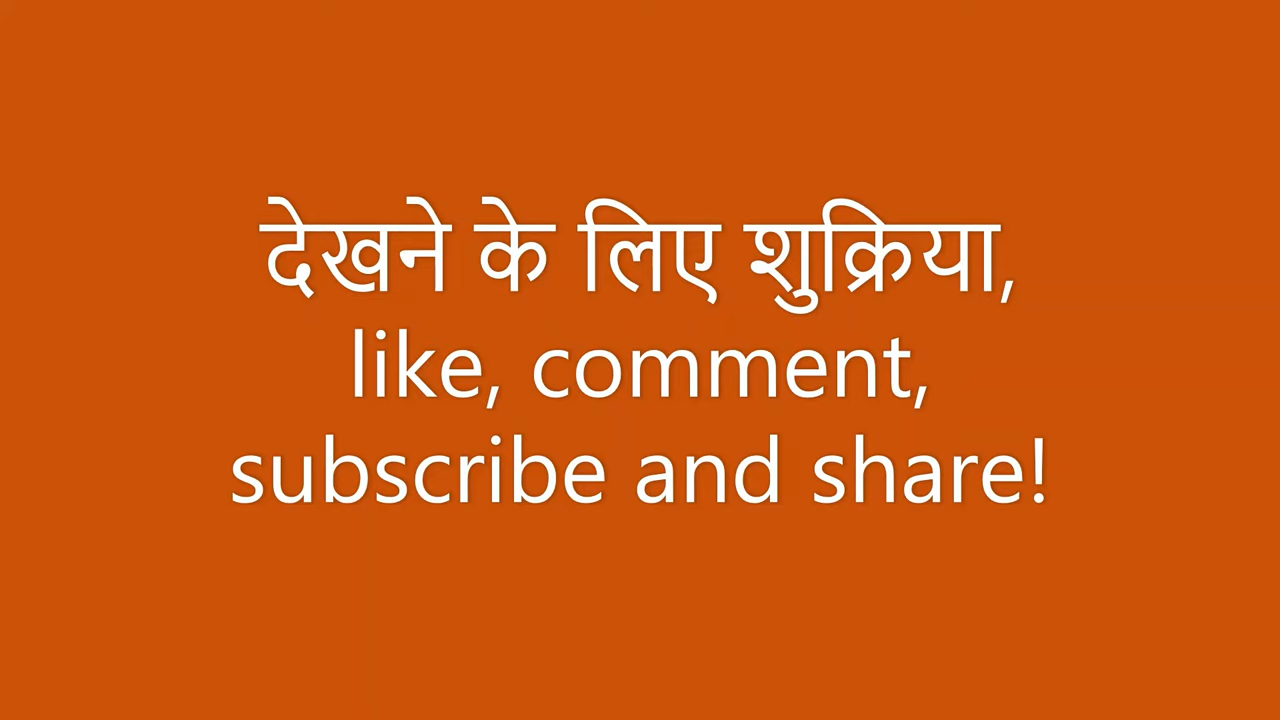 देखने के लिए शुक्रिया,
like, comment,
subscribe and share!